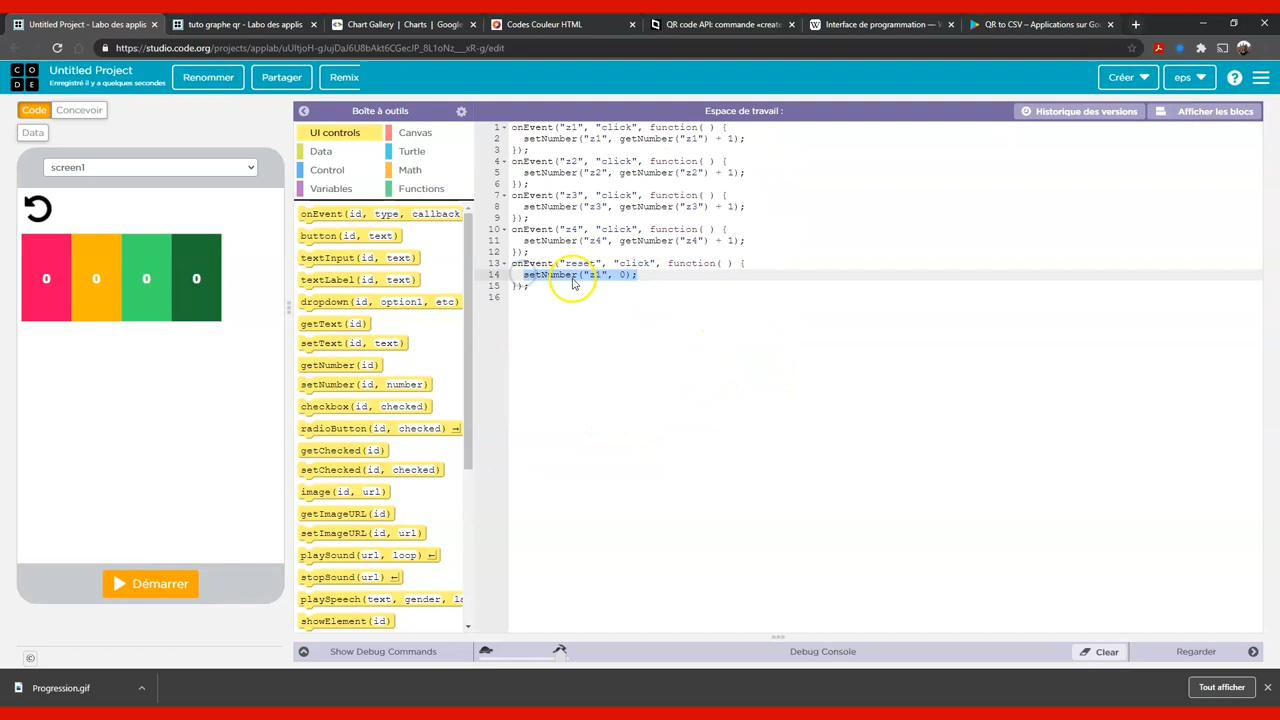 Untitled Project - Labo des applis
tuto graphe qr - Labo des applis
Chart Gallery | Charts | Google
Codes Couleur HTML
QR code API: commande «create
Interface de programmation —
QR to CSV – Applications sur Goo
CODE
Untitled Project
Enregistré il y a quelques secondes
Renommer
Partager
Remix
Créer
eps
Code
Concevoir
Data
Boîte à outils
Espace de travail :
Historique des versions
Afficher les blocs
screen1
0 0 0 0
Démarrer
UI controls
Canvas
Data
Turtle
Control
Math
Variables
Functions
onEvent(id, type, callback
button(id, text)
textInput(id, text)
textLabel(id, text)
dropdown(id, option1, etc)
getText(id)
setText(id, text)
getNumber(id)
setNumber(id, number)
checkbox(id, checked)
radioButton(id, checked)
getChecked(id)
setChecked(id, checked)
image(id, url)
getImageURL(id)
setImageURL(id, url)
playSound(url, loop)
stopSound(url)
playSpeech(text, gender, la
showElement(id)
1 onEvent("z1", "click", function( ) {
2 setNumber("z1", getNumber("z1") + 1);
3 });
4 onEvent("z2", "click", function( ) {
5 setNumber("z2", getNumber("z2") + 1);
6 });
7 onEvent("z3", "click", function( ) {
8 setNumber("z3", getNumber("z3") + 1);
9 });
10 onEvent("z4", "click", function( ) {
11 setNumber("z4", getNumber("z4") + 1);
12 });
13 onEvent("reset", "click", function( ) {
14 setNumber("z1", 0);
15 });
16
Show Debug Commands
Debug Console
Clear
Regarder
©
Progression.gif
Tout afficher